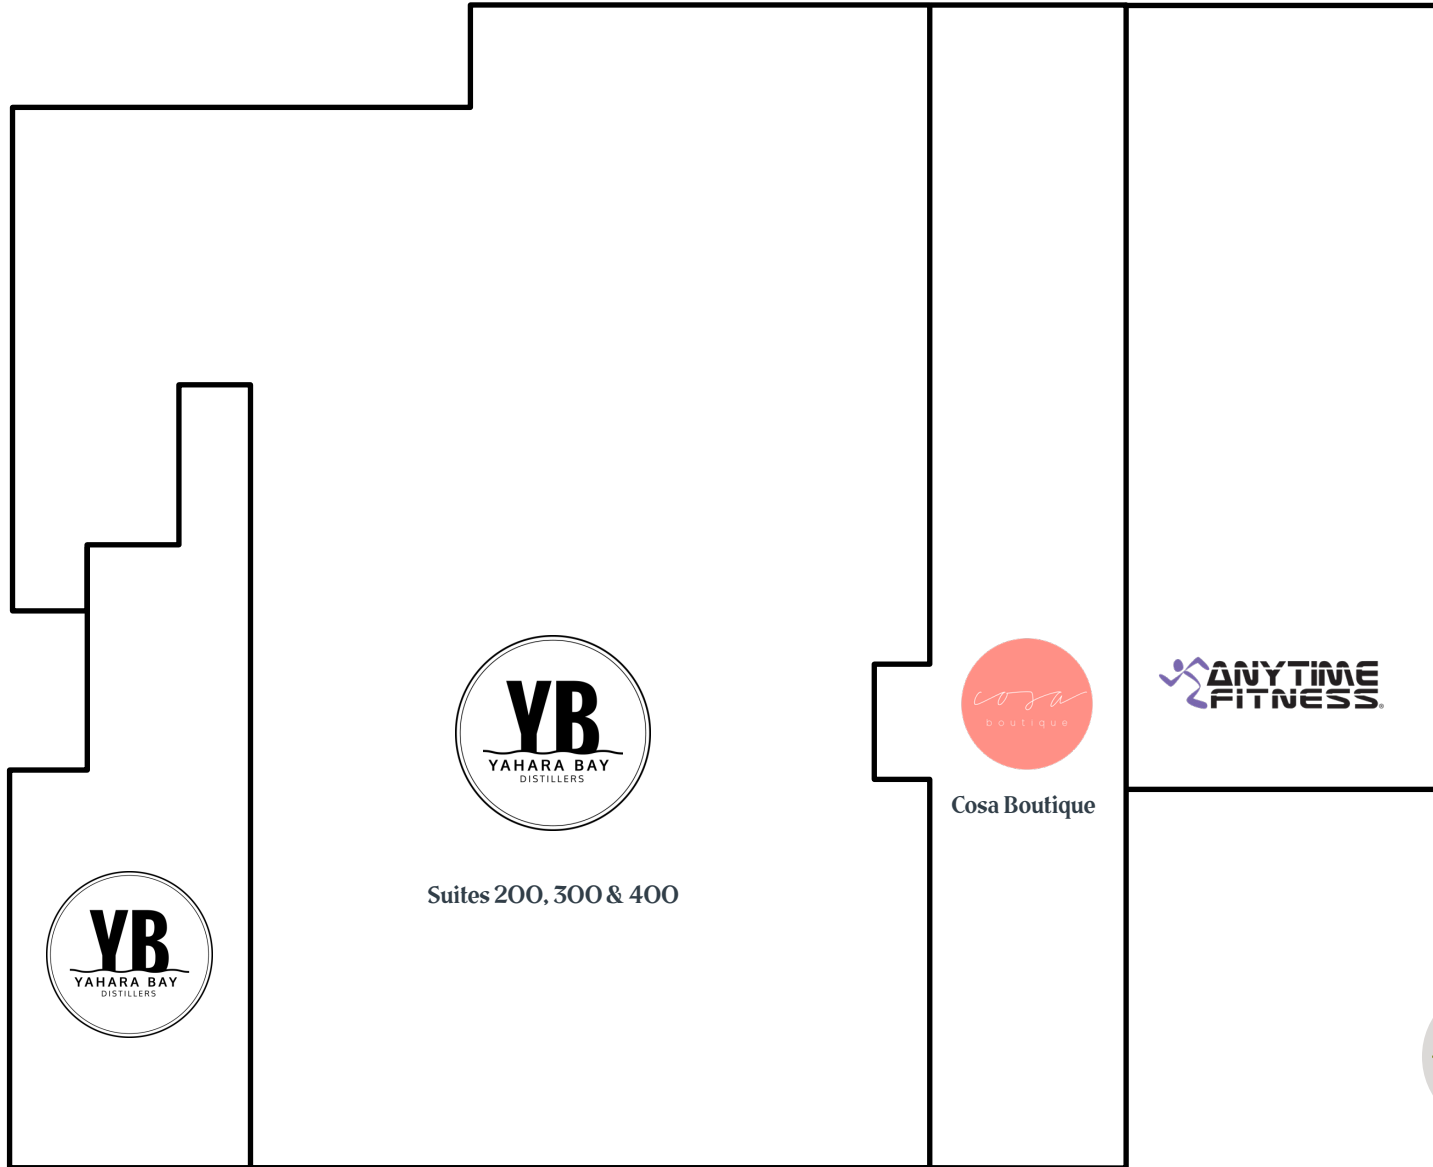 YB
YAHARA BAY
DISTILLERS
Suites 200, 300 & 400
YB
YAHARA BAY
DISTILLERS
cosa
boutique
Cosa Boutique
ANYTIME
FITNESS®